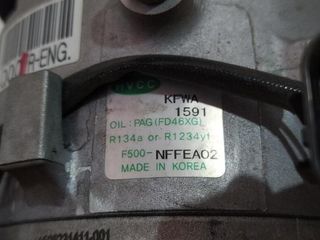 R-ENG.
HVCC
KFWA
1591
OIL: PAG(FD46XG)
R134a or R1234yf
F500-NFFEA02
MADE IN KOREA